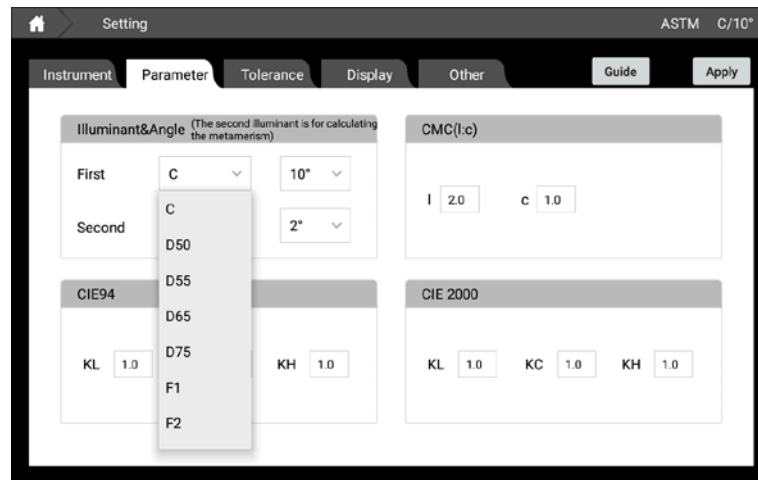 Setting
ASTM C/10°
Instrument Parameter Tolerance Display Other Guide Apply
Illuminant&Angle (The second illuminant is for calculating
the metamerism)
First C 10°
Second 2°
C
D50
D55
D65
D75
F1
F2
CMC(l:c)
l 2.0 c 1.0
CIE94
KL 1.0 KH 1.0
CIE 2000
KL 1.0 KC 1.0 KH 1.0